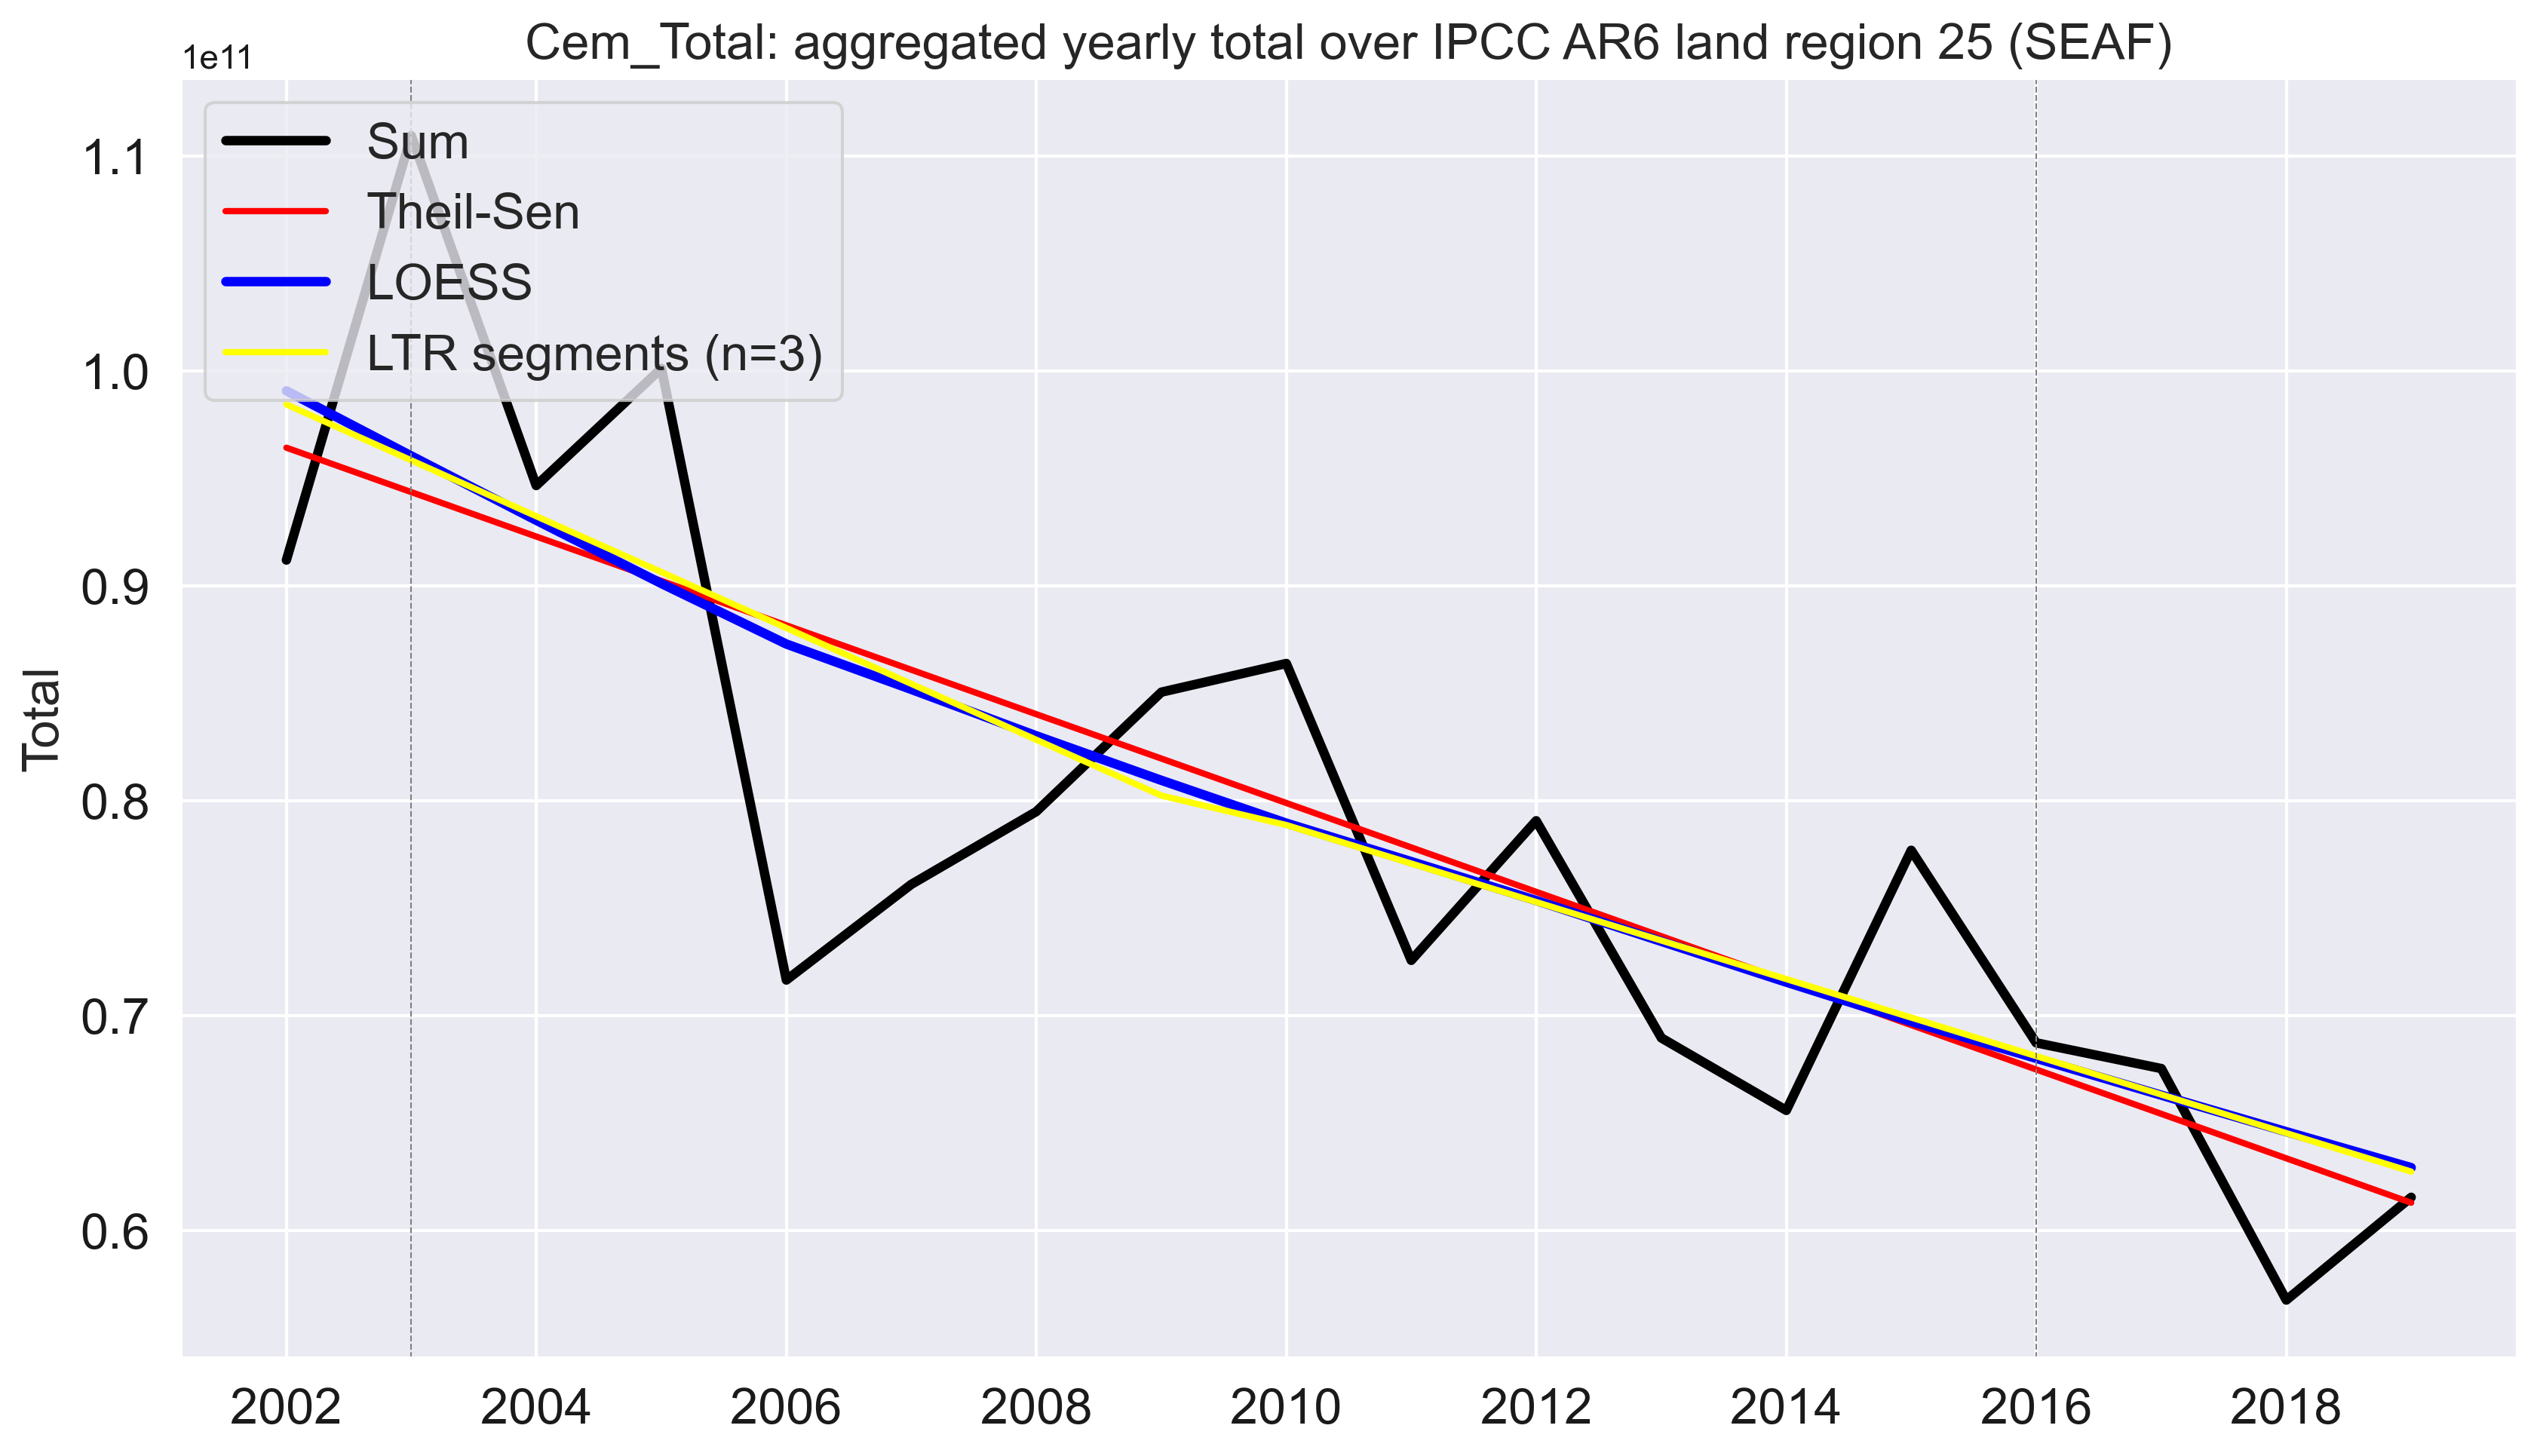 Cem_Total: aggregated yearly total over IPCC AR6 land region 25 (SEAF)
1e11
Sum
Theil-Sen
LOESS
LTR segments (n=3)
Total
1.1
1.0
0.9
0.8
0.7
0.6
2002 2004 2006 2008 2010 2012 2014 2016 2018